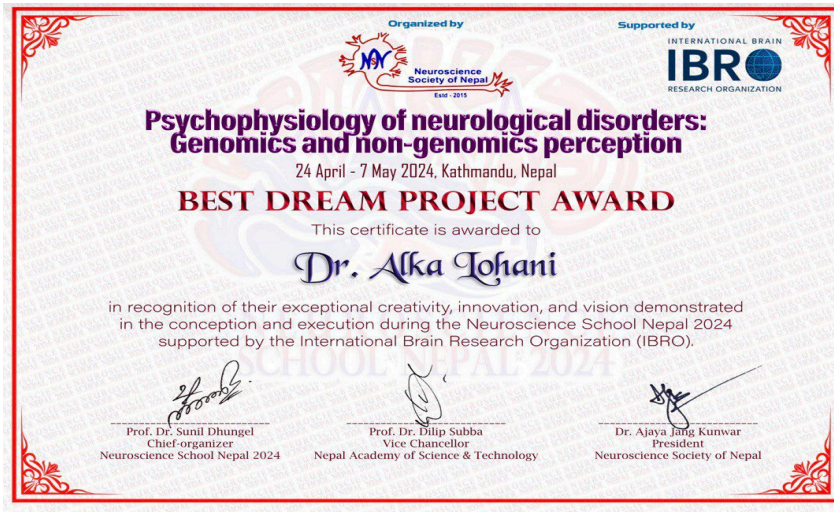 Organized by
Supported by
NSN
Neuroscience
Society of Nepal
Estd - 2015
INTERNATIONAL BRAIN
IBRO
RESEARCH ORGANIZATION
Psychophysiology of neurological disorders:
Genomics and non-genomics perception
24 April - 7 May 2024, Kathmandu, Nepal
BEST DREAM PROJECT AWARD
This certificate is awarded to
Dr. Alka Lohani
in recognition of their exceptional creativity, innovation, and vision demonstrated
in the conception and execution during the Neuroscience School Nepal 2024
supported by the International Brain Research Organization (IBRO).
SCHOOL NEPAL 2024
Prof. Dr. Sunil Dhungel
Chief-organizer
Neuroscience School Nepal 2024
Prof. Dr. Dilip Subba
Vice Chancellor
Nepal Academy of Science & Technology
Dr. Ajaya Jang Kunwar
President
Neuroscience Society of Nepal